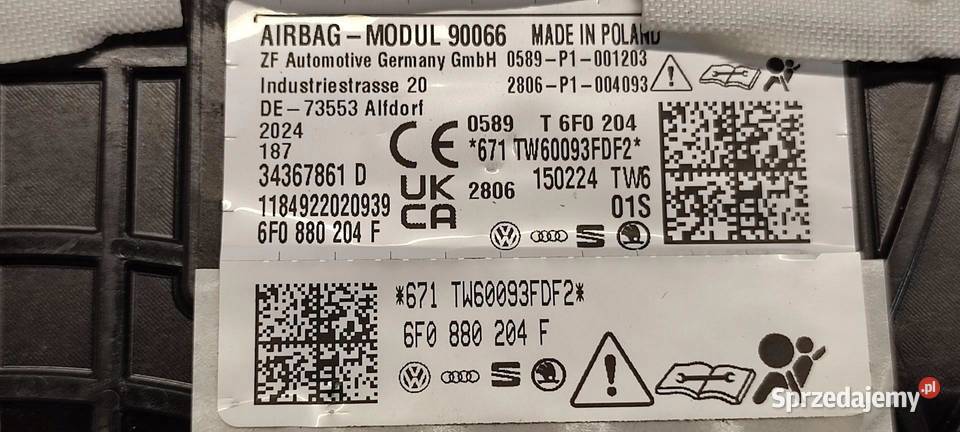 AIRBAG-MODUL 90066 MADE IN POLAND
ZF Automotive Germany GmbH 0589-P1-001203
Industriestrasse 20 2806-P1-004093
DE-73553 Alfdorf
2024 0589 T 6F0 204
187 CE *671 TW60093FDF2*
34367861 D UK 2806 150224 TW6
1184922020939 CA 01S
6F0 880 204 F
*671 TW60093FDF2*
6F0 880 204 F
Sprzedajemy.pl